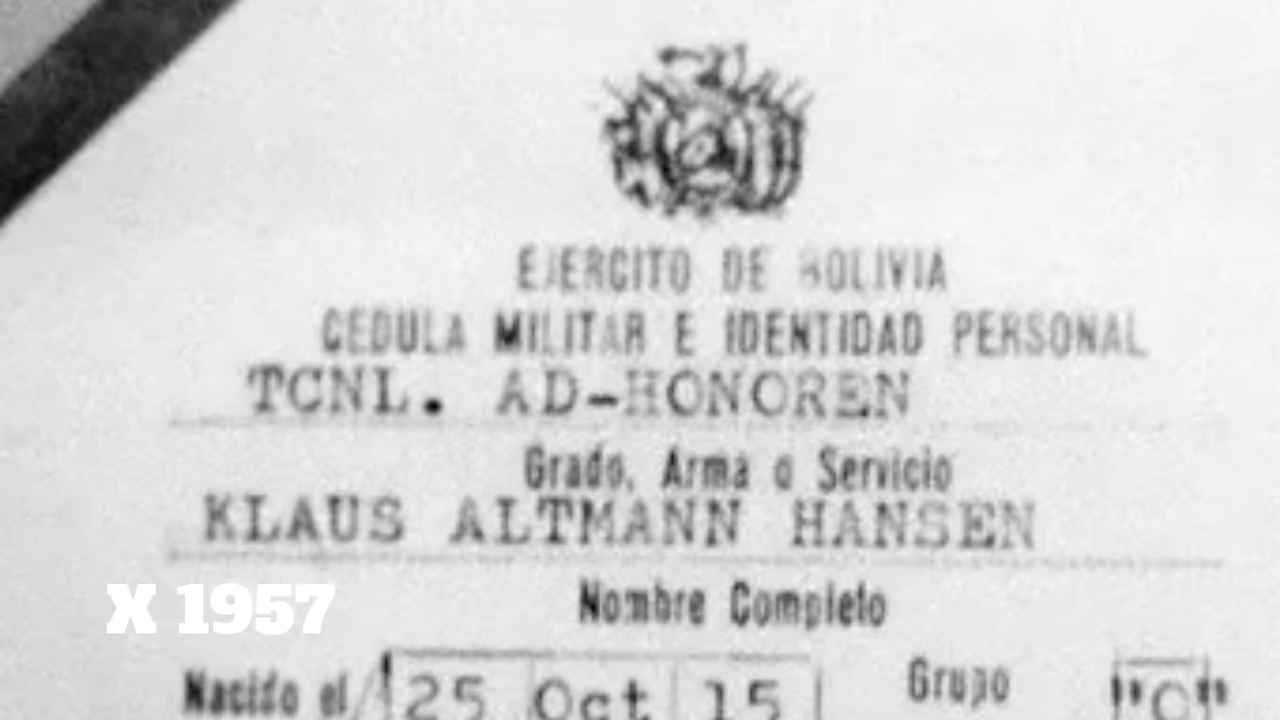 EJERCITO DE BOLIVIA
CEDULA MILITAR E IDENTIDAD PERSONAL
TCNL. AD-HONOREN
Grado, Arma o Servicio
KLAUS ALTMANN HANSEN
Nombre Completo
X 1957
Nacido el 25 Oct 15 Grupo "O"